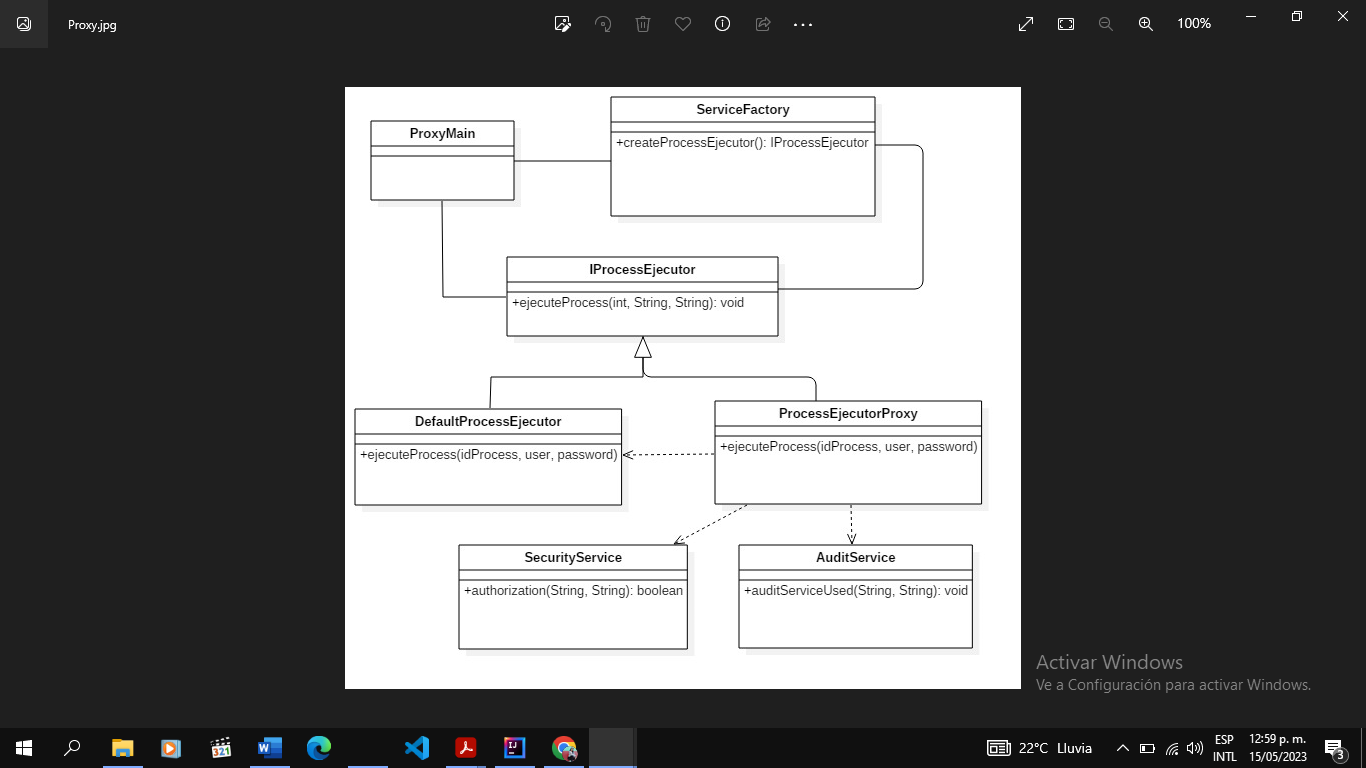 Proxy.jpg
100%
ServiceFactory
+createProcessEjecutor(): IProcessEjecutor
ProxyMain
IProcessEjecutor
+ejecuteProcess(int, String, String): void
DefaultProcessEjecutor
+ejecuteProcess(idProcess, user, password)
ProcessEjecutorProxy
+ejecuteProcess(idProcess, user, password)
SecurityService
+authorization(String, String): boolean
AuditService
+auditServiceUsed(String, String): void
Activar Windows
Ve a Configuración para activar Windows.
321
W
IJ
22°C Lluvia
ESP
INTL
12:59 p. m.
15/05/2023
3